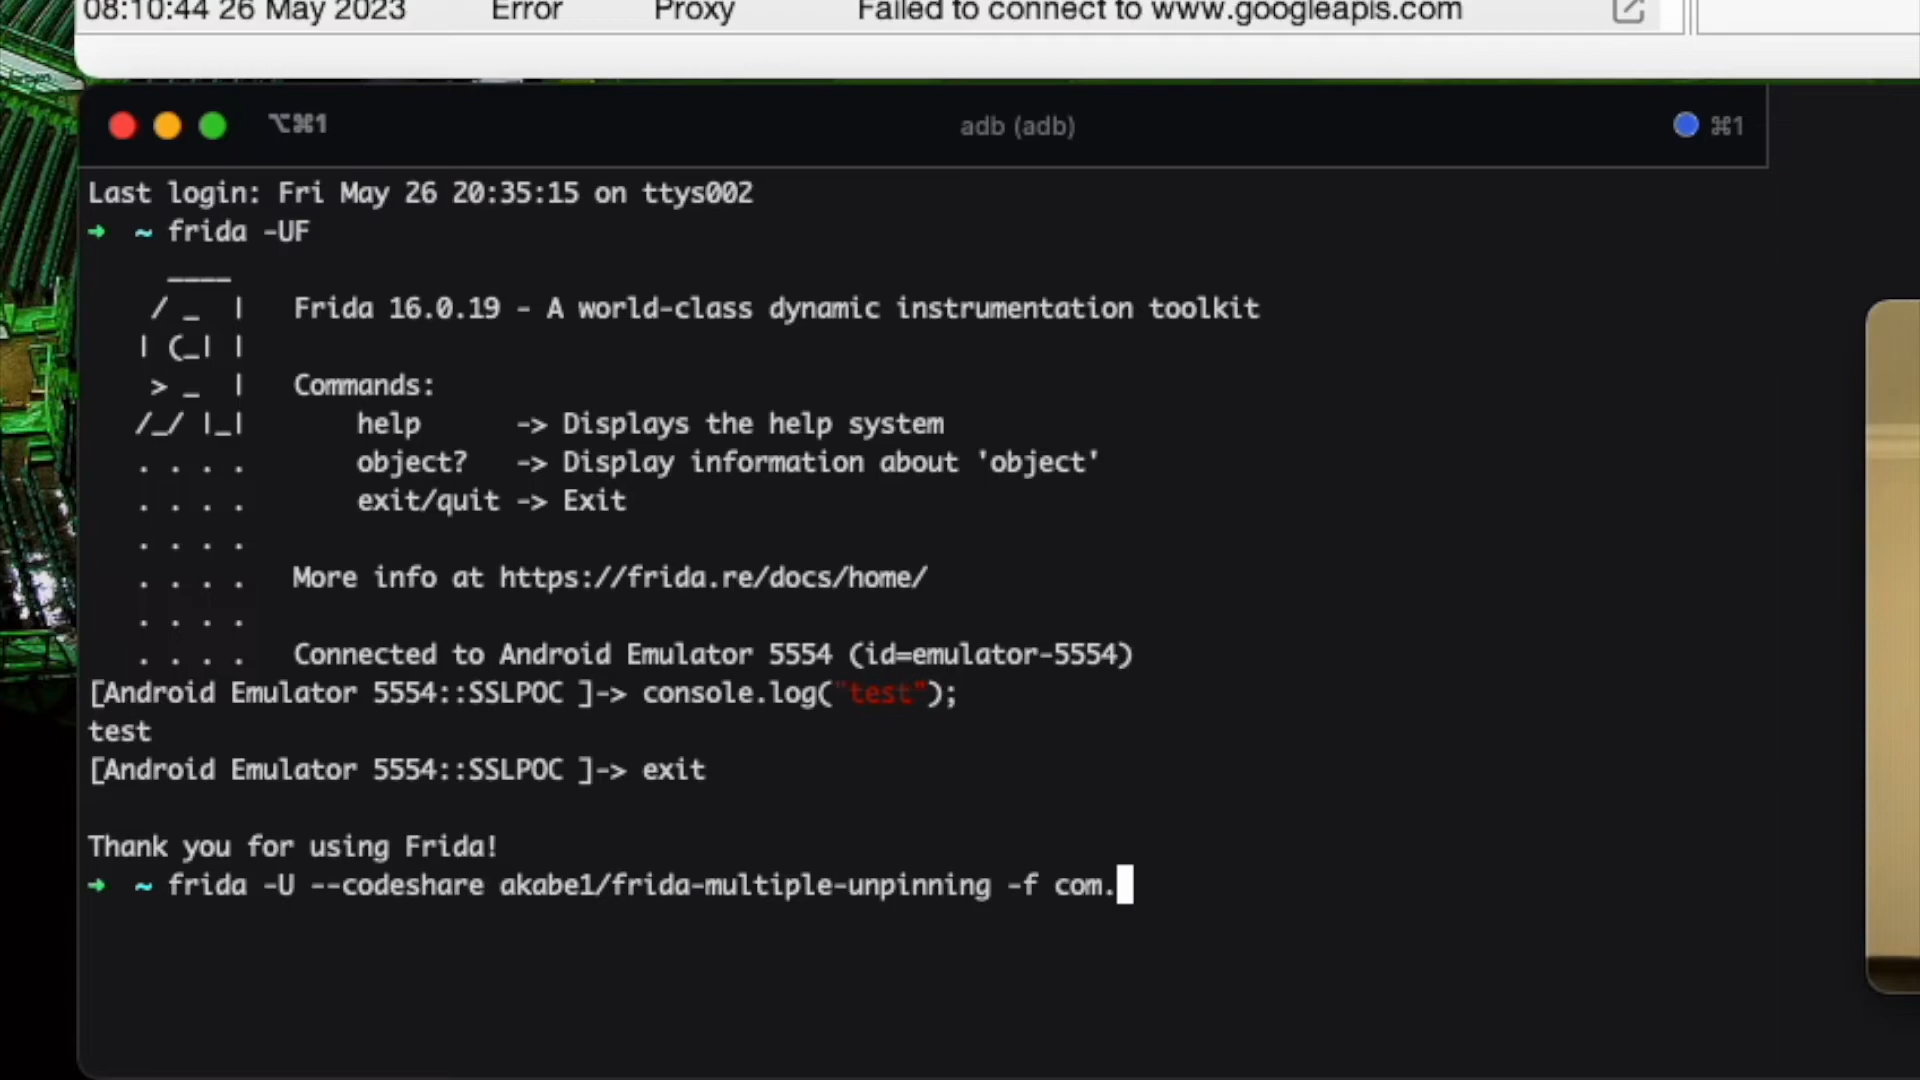 08:10:44 26 May 2023 Error Proxy Failed to connect to www.googleapis.com
⌥⌘1 adb (adb) ⌘1
Last login: Fri May 26 20:35:15 on ttys002
➜ ~ frida -UF
____
/ _ | Frida 16.0.19 - A world-class dynamic instrumentation toolkit
| (_| |
> _ | Commands:
/_/ |_| help -> Displays the help system
. . . . object? -> Display information about 'object'
. . . . exit/quit -> Exit
. . . .
. . . . More info at https://frida.re/docs/home/
. . . .
. . . . Connected to Android Emulator 5554 (id=emulator-5554)
[Android Emulator 5554::SSLPOC ]-> console.log("test");
test
[Android Emulator 5554::SSLPOC ]-> exit
Thank you for using Frida!
➜ ~ frida -U --codeshare akabe1/frida-multiple-unpinning -f com.